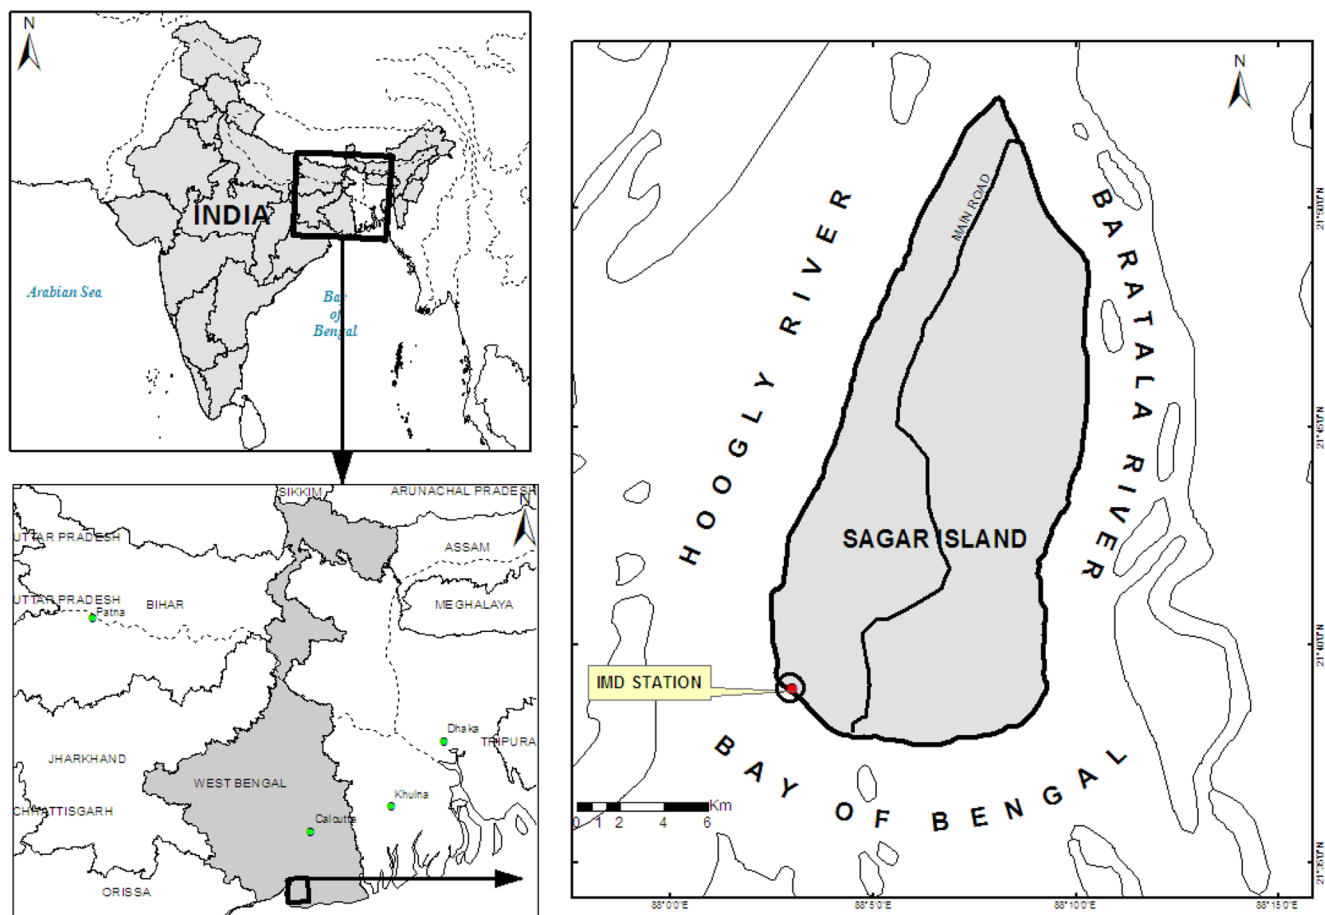 N
INDIA
Arabian Sea
Bay
of
Bengal
SIKKIM
ARUNACHAL PRADESH
N
UTTAR PRADESH
ASSAM
UTTAR PRADESH
BIHAR
MEGHALAYA
Patna
Dhaka
TRIPURA
JHARKHAND
WEST BENGAL
Khulna
CHHATTISGARH
Calcutta
ORISSA
N
MAIN ROAD
HOOGLY RIVER
BARATALA RIVER
SAGAR ISLAND
IMD STATION
BAY OF BENGAL
Km
0 1 2 4 6
21°50'0"N
21°45'0"N
21°40'0"N
21°35'0"N
88°0'0"E
88°5'0"E
88°10'0"E
88°15'0"E